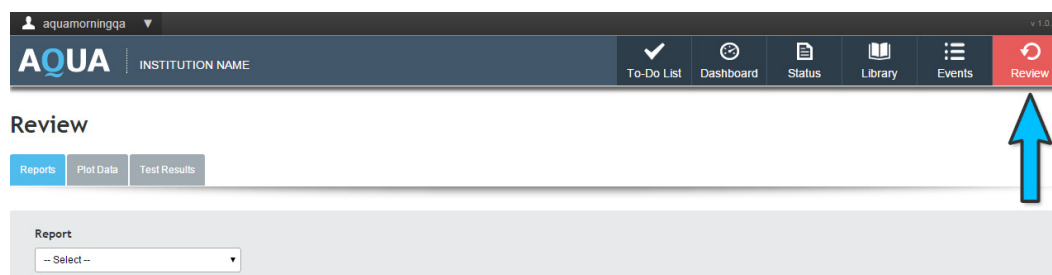 aquamorningqa ▼
v 1.0
AQUA INSTITUTION NAME
To-Do List Dashboard Status Library Events Review
Review
Reports Plot Data Test Results
Report
-- Select --